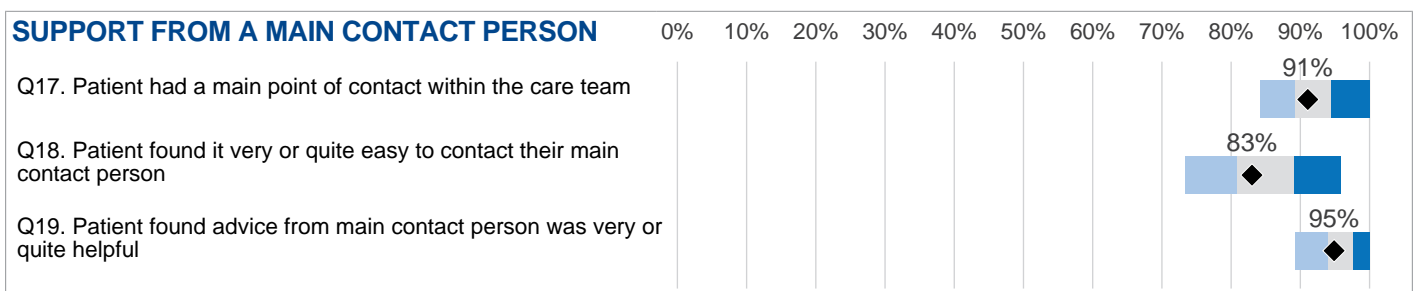 SUPPORT FROM A MAIN CONTACT PERSON 0% 10% 20% 30% 40% 50% 60% 70% 80% 90% 100%
Q17. Patient had a main point of contact within the care team 91%
Q18. Patient found it very or quite easy to contact their main
contact person
83%
Q19. Patient found advice from main contact person was very or
quite helpful
95%